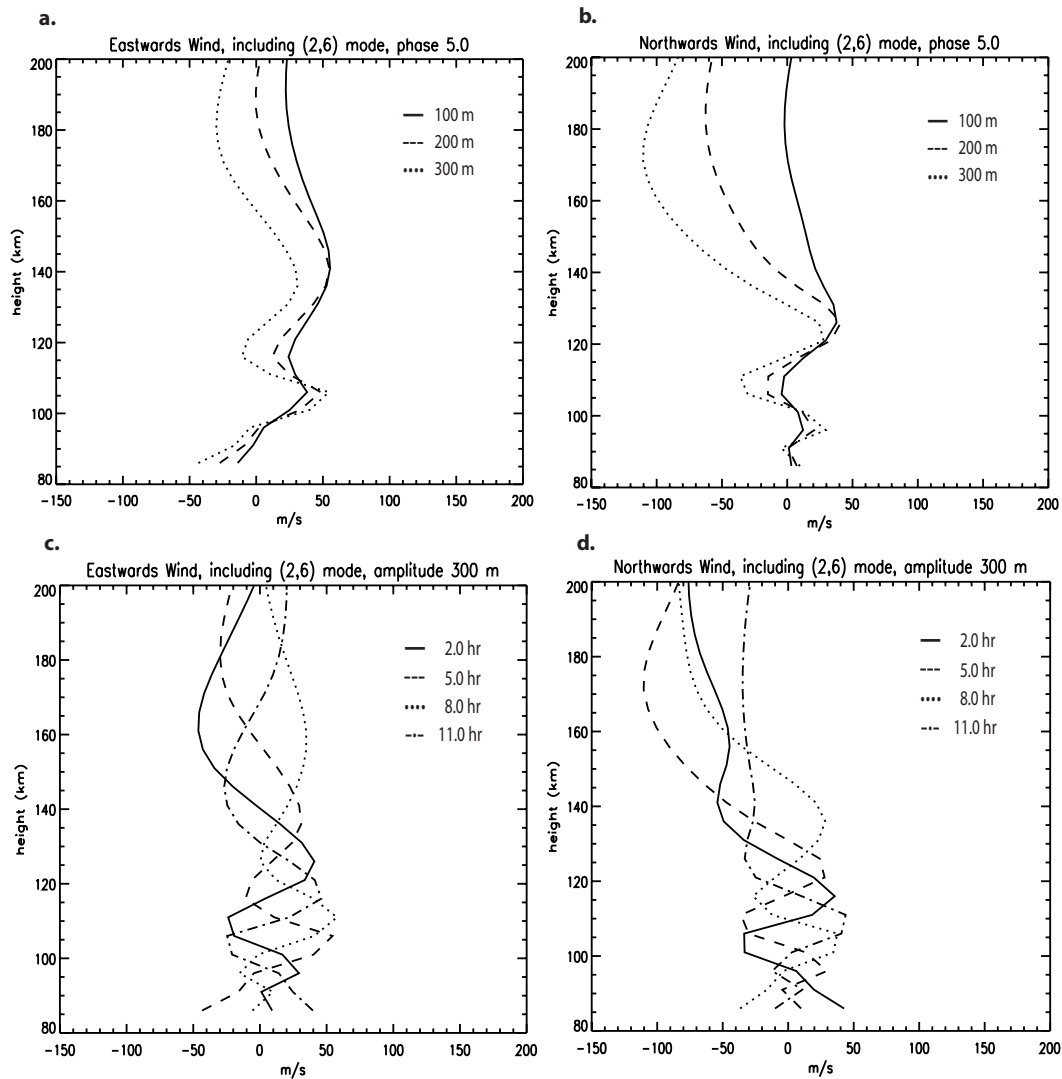 a.
Eastwards Wind, including (2,6) mode, phase 5.0
200
180
160
140
120
100
80
height (km)
100 m
200 m
300 m
−150 −100 −50 0 50 100 150 200
m/s
b.
Northwards Wind, including (2,6) mode, phase 5.0
200
180
160
140
120
100
80
height (km)
100 m
200 m
300 m
−150 −100 −50 0 50 100 150 200
m/s
c.
Eastwards Wind, including (2,6) mode, amplitude 300 m
200
180
160
140
120
100
80
height (km)
2.0 hr
5.0 hr
8.0 hr
11.0 hr
−150 −100 −50 0 50 100 150 200
m/s
d.
Northwards Wind, including (2,6) mode, amplitude 300 m
200
180
160
140
120
100
80
height (km)
2.0 hr
5.0 hr
8.0 hr
11.0 hr
−150 −100 −50 0 50 100 150 200
m/s